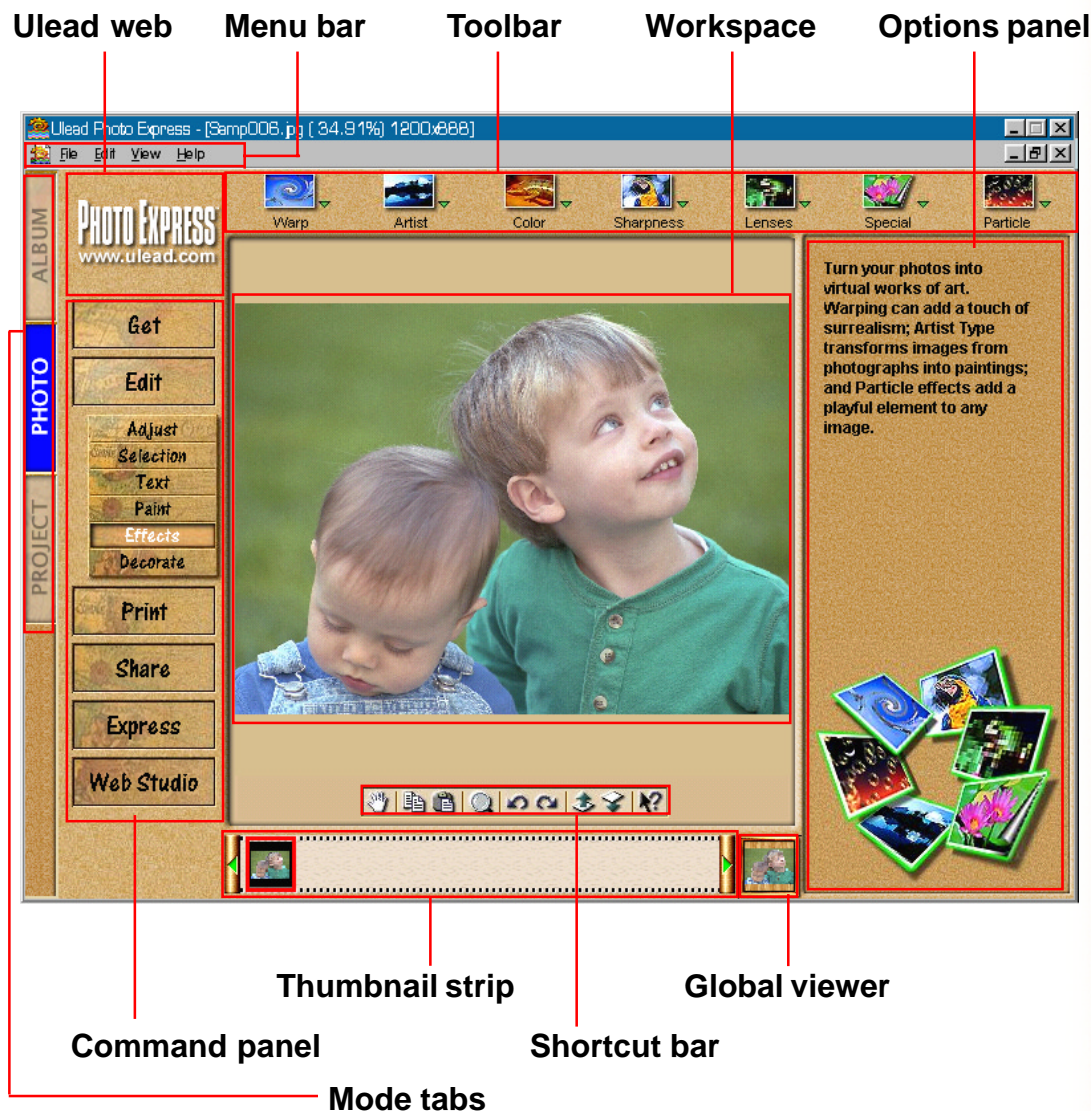 Ulead web Menu bar Toolbar Workspace Options panel
Ulead Photo Express - [Samp006.jpg ( 34.91%) 1200x888]
File Edit View Help
ALBUM
PHOTO
PROJECT
PHOTO EXPRESS
www.ulead.com
Warp Artist Color Sharpness Lenses Special Particle
Get
Edit
Adjust
Selection
Text
Paint
Effects
Decorate
Print
Share
Express
Web Studio
Turn your photos into
virtual works of art.
Warping can add a touch of
surrealism; Artist Type
transforms images from
photographs into paintings;
and Particle effects add a
playful element to any
image.
Thumbnail strip Global viewer
Command panel Shortcut bar
Mode tabs